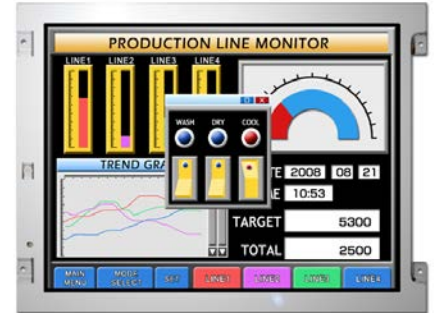 PRODUCTION LINE MONITOR
LINE1 LINE2 LINE3 LINE4
WASH DRY COOL
TREND GRA
TE 2008 08 21
ME 10:53
TARGET 5300
TOTAL 2500
MAIN MENU MODE SELECT SET LINE1 LINE2 LINE3 LINE4